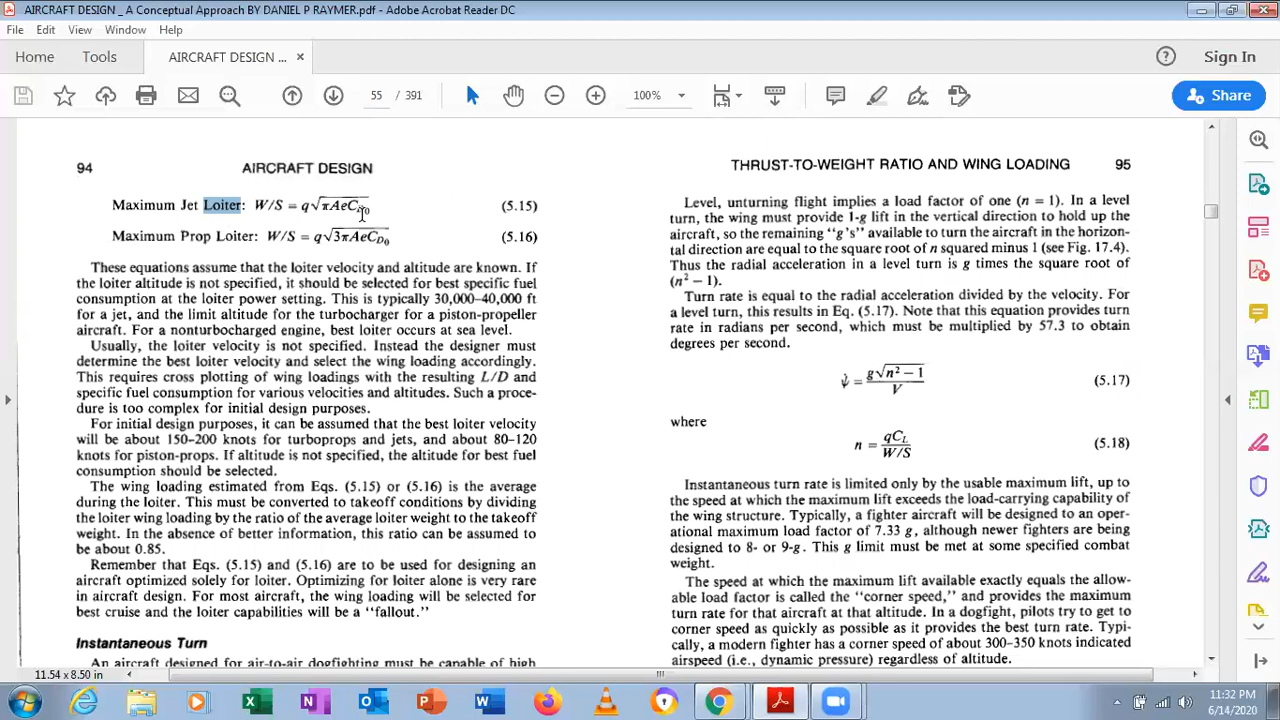 AIRCRAFT DESIGN _ A Conceptual Approach BY DANIEL P RAYMER.pdf - Adobe Acrobat Reader DC
File Edit View Window Help
Home Tools AIRCRAFT DESIGN ... × Sign In
55 / 391 100% Share
94 AIRCRAFT DESIGN
Maximum Jet Loiter: W/S = q√πAeC_D₀ (5.15)
Maximum Prop Loiter: W/S = q√3πAeC_D₀ (5.16)
These equations assume that the loiter velocity and altitude are known. If
the loiter altitude is not specified, it should be selected for best specific fuel
consumption at the loiter power setting. This is typically 30,000–40,000 ft
for a jet, and the limit altitude for the turbocharger for a piston-propeller
aircraft. For a nonturbocharged engine, best loiter occurs at sea level.
Usually, the loiter velocity is not specified. Instead the designer must
determine the best loiter velocity and select the wing loading accordingly.
This requires cross plotting of wing loadings with the resulting L/D and
specific fuel consumption for various velocities and altitudes. Such a proce-
dure is too complex for initial design purposes.
For initial design purposes, it can be assumed that the best loiter velocity
will be about 150–200 knots for turboprops and jets, and about 80–120
knots for piston-props. If altitude is not specified, the altitude for best fuel
consumption should be selected.
The wing loading estimated from Eqs. (5.15) or (5.16) is the average
during the loiter. This must be converted to takeoff conditions by dividing
the loiter wing loading by the ratio of the average loiter weight to the takeoff
weight. In the absence of better information, this ratio can be assumed to
be about 0.85.
Remember that Eqs. (5.15) and (5.16) are to be used for designing an
aircraft optimized solely for loiter. Optimizing for loiter alone is very rare
in aircraft design. For most aircraft, the wing loading will be selected for
best cruise and the loiter capabilities will be a "fallout."
Instantaneous Turn
An aircraft designed for air-to-air dogfighting must be capable of high
THRUST-TO-WEIGHT RATIO AND WING LOADING 95
Level, unturning flight implies a load factor of one (n = 1). In a level
turn, the wing must provide 1-g lift in the vertical direction to hold up the
aircraft, so the remaining "g's" available to turn the aircraft in the horizon-
tal direction are equal to the square root of n squared minus 1 (see Fig. 17.4).
Thus the radial acceleration in a level turn is g times the square root of
(n² − 1).
Turn rate is equal to the radial acceleration divided by the velocity. For
a level turn, this results in Eq. (5.17). Note that this equation provides turn
rate in radians per second, which must be multiplied by 57.3 to obtain
degrees per second.
ψ̇ = g√n² − 1 / V (5.17)
where
n = qC_L / W/S (5.18)
Instantaneous turn rate is limited only by the usable maximum lift, up to
the speed at which the maximum lift exceeds the load-carrying capability of
the wing structure. Typically, a fighter aircraft will be designed to an oper-
ational maximum load factor of 7.33 g, although newer fighters are being
designed to 8- or 9-g. This g limit must be met at some specified combat
weight.
The speed at which the maximum lift available exactly equals the allow-
able load factor is called the "corner speed," and provides the maximum
turn rate for that aircraft at that altitude. In a dogfight, pilots try to get to
corner speed as quickly as possible as it provides the best turn rate. Typi-
cally, a modern fighter has a corner speed of about 300–350 knots indicated
airspeed (i.e., dynamic pressure) regardless of altitude.
11.54 x 8.50 in
11:32 PM
6/14/2020